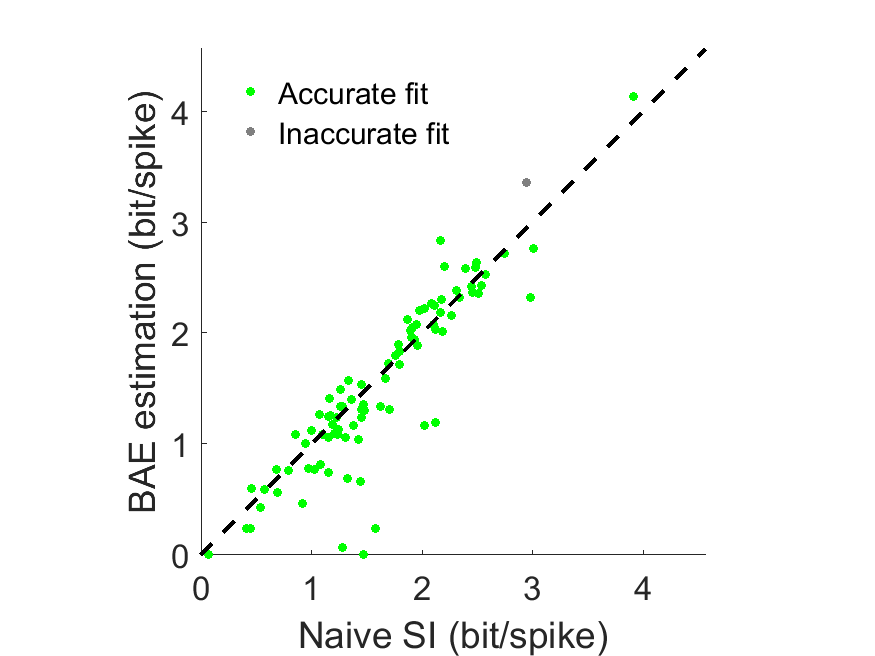 Accurate fit
Inaccurate fit
BAE estimation (bit/spike)
4
3
2
1
0
0 1 2 3 4
Naive SI (bit/spike)